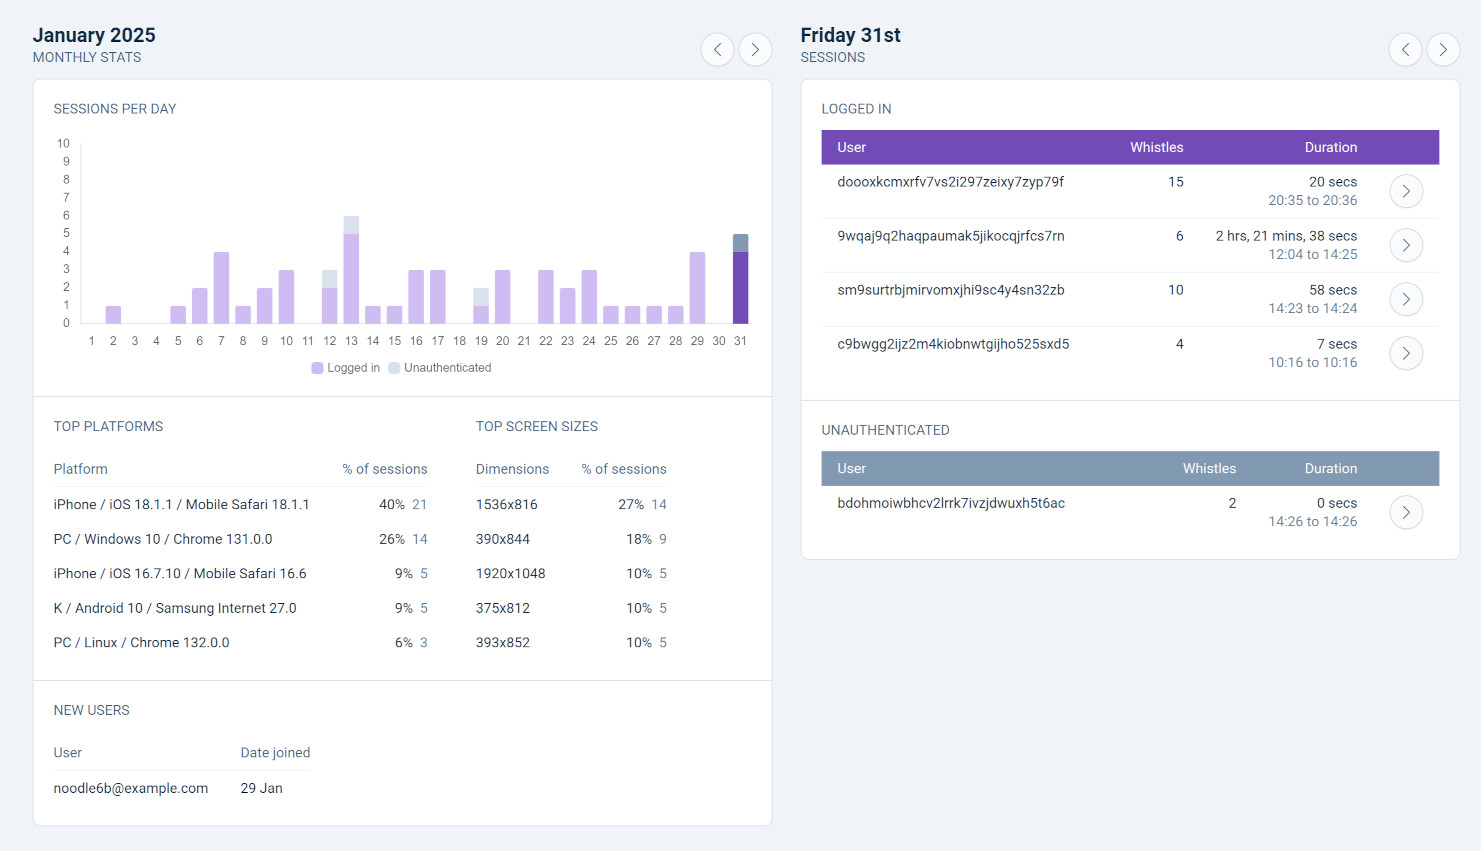 January 2025
MONTHLY STATS
SESSIONS PER DAY
10
9
8
7
6
5
4
3
2
1
0
1 2 3 4 5 6 7 8 9 10 11 12 13 14 15 16 17 18 19 20 21 22 23 24 25 26 27 28 29 30 31
Logged in Unauthenticated
TOP PLATFORMS
Platform % of sessions
iPhone / iOS 18.1.1 / Mobile Safari 18.1.1 40% 21
PC / Windows 10 / Chrome 131.0.0 26% 14
iPhone / iOS 16.7.10 / Mobile Safari 16.6 9% 5
K / Android 10 / Samsung Internet 27.0 9% 5
PC / Linux / Chrome 132.0.0 6% 3
TOP SCREEN SIZES
Dimensions % of sessions
1536x816 27% 14
390x844 18% 9
1920x1048 10% 5
375x812 10% 5
393x852 10% 5
NEW USERS
User Date joined
noodle6b@example.com 29 Jan
Friday 31st
SESSIONS
LOGGED IN
User Whistles Duration
doooxkcmxrfv7vs2i297zeixy7zyp79f 15 20 secs
20:35 to 20:36
9wqaj9q2haqpaumak5jikocqjrfcs7rn 6 2 hrs, 21 mins, 38 secs
12:04 to 14:25
sm9surtrbjmirvomxjhi9sc4y4sn32zb 10 58 secs
14:23 to 14:24
c9bwgg2ijz2m4kiobnwtgijho525sxd5 4 7 secs
10:16 to 10:16
UNAUTHENTICATED
User Whistles Duration
bdohmoiwbhcv2lrrk7ivzjdwuxh5t6ac 2 0 secs
14:26 to 14:26